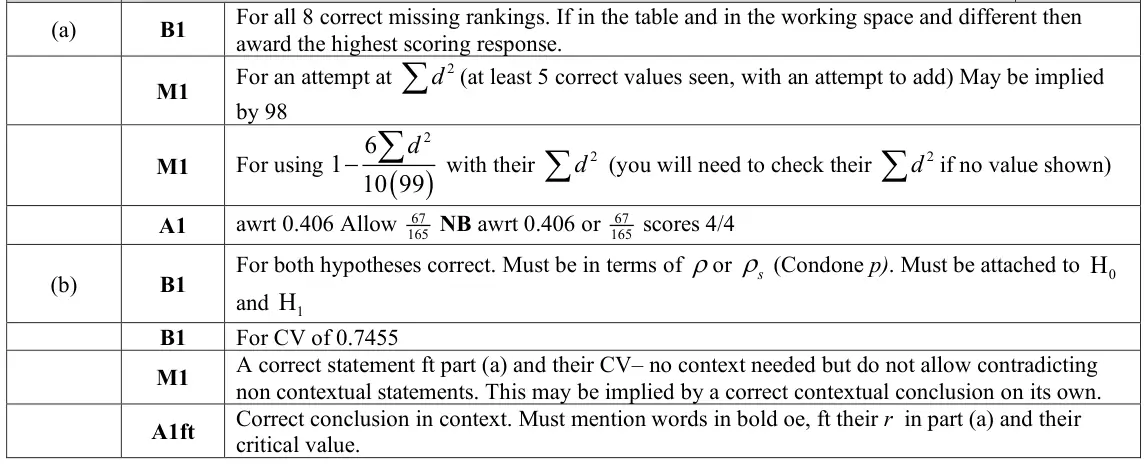 (a) B1 For all 8 correct missing rankings. If in the table and in the working space and different then
award the highest scoring response.
M1 For an attempt at ∑d² (at least 5 correct values seen, with an attempt to add) May be implied
by 98
M1 For using 1 − 6∑d² / 10(99) with their ∑d² (you will need to check their ∑d² if no value shown)
A1 awrt 0.406 Allow 67/165 NB awrt 0.406 or 67/165 scores 4/4
(b) B1 For both hypotheses correct. Must be in terms of ρ or ρₛ (Condone p). Must be attached to H₀
and H₁
B1 For CV of 0.7455
M1 A correct statement ft part (a) and their CV– no context needed but do not allow contradicting
non contextual statements. This may be implied by a correct contextual conclusion on its own.
A1ft Correct conclusion in context. Must mention words in bold oe, ft their r in part (a) and their
critical value.